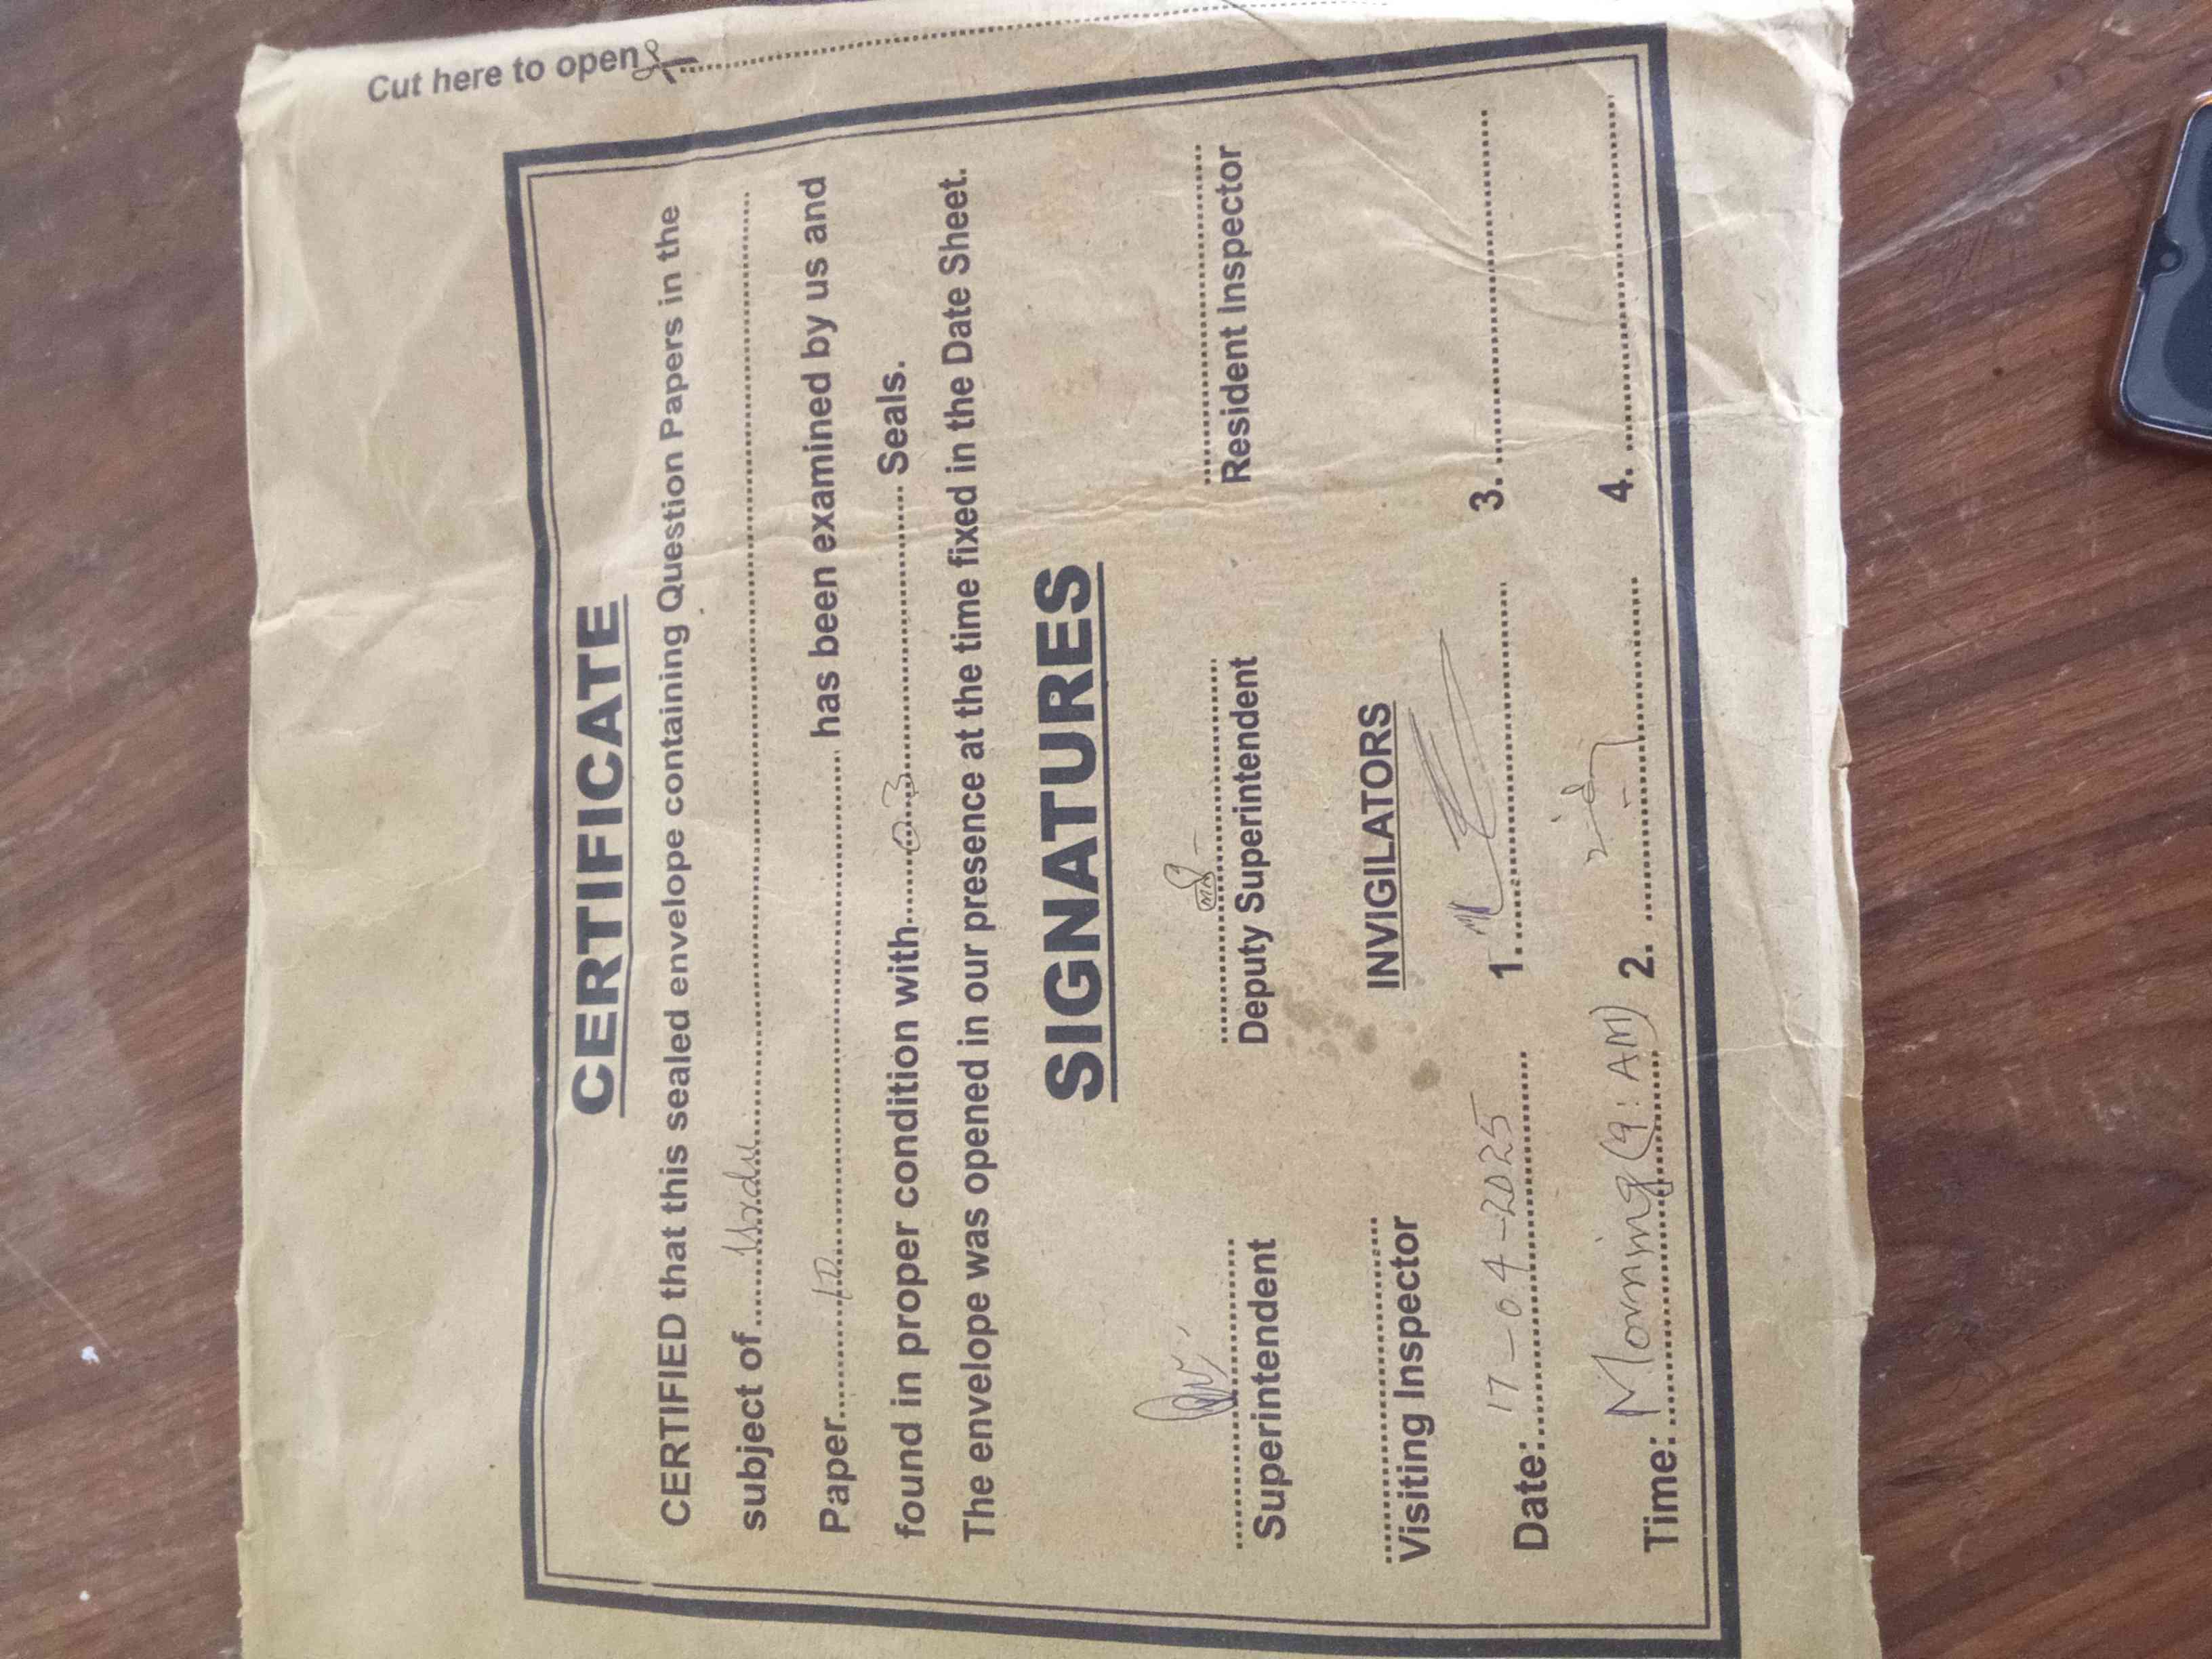 Cut here to open
CERTIFICATE
CERTIFIED that this sealed envelope containing Question Papers in the
subject of.....Urdu.....
Paper.......... has been examined by us and
found in proper condition with.....03..... Seals.
The envelope was opened in our presence at the time fixed in the Date Sheet.
SIGNATURES
Superintendent Deputy Superintendent Resident Inspector
Visiting Inspector INVIGILATORS
Date: 17-04-2025 1. 3.
Time: Morning (9: AM) 2. 4.